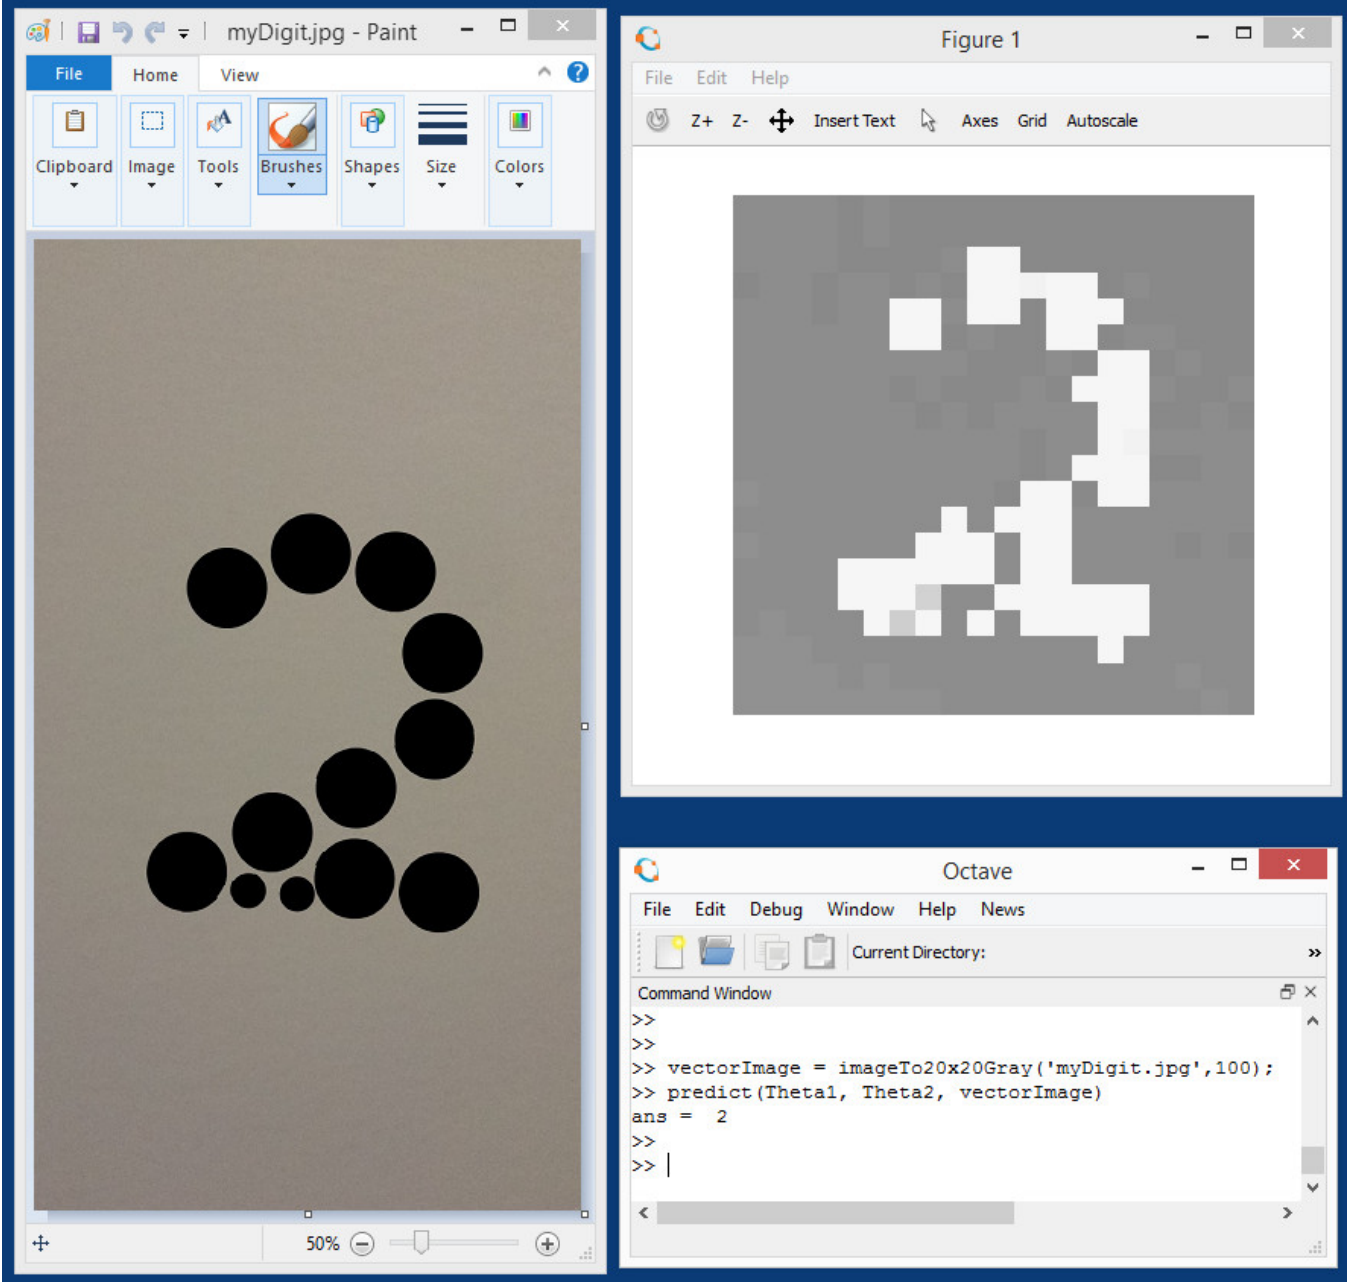 myDigit.jpg - Paint
File Home View
Clipboard Image Tools Brushes Shapes Size Colors
50%
Figure 1
File Edit Help
Z+ Z- Insert Text Axes Grid Autoscale
Octave
File Edit Debug Window Help News
Current Directory:
Command Window
>>
>>
>> vectorImage = imageTo20x20Gray('myDigit.jpg',100);
>> predict(Theta1, Theta2, vectorImage)
ans =  2
>>
>>